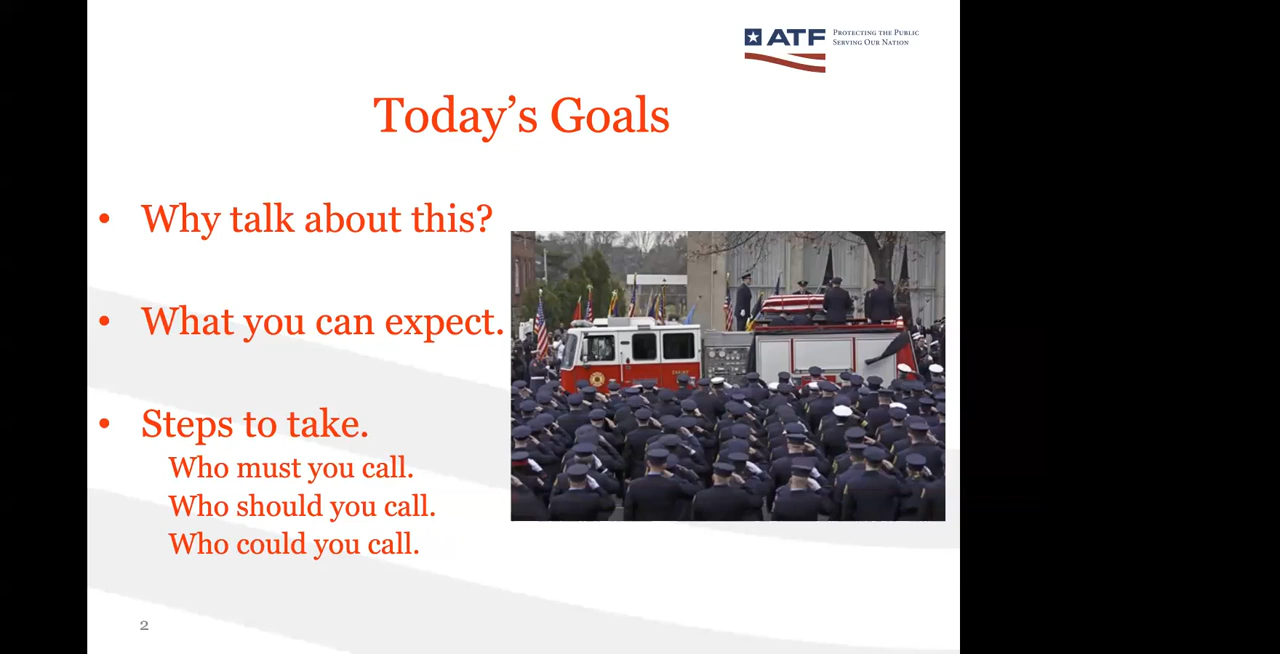 ATF
PROTECTING THE PUBLIC
SERVING OUR NATION
Today’s Goals
• Why talk about this?
• What you can expect.
• Steps to take.
Who must you call.
Who should you call.
Who could you call.
2